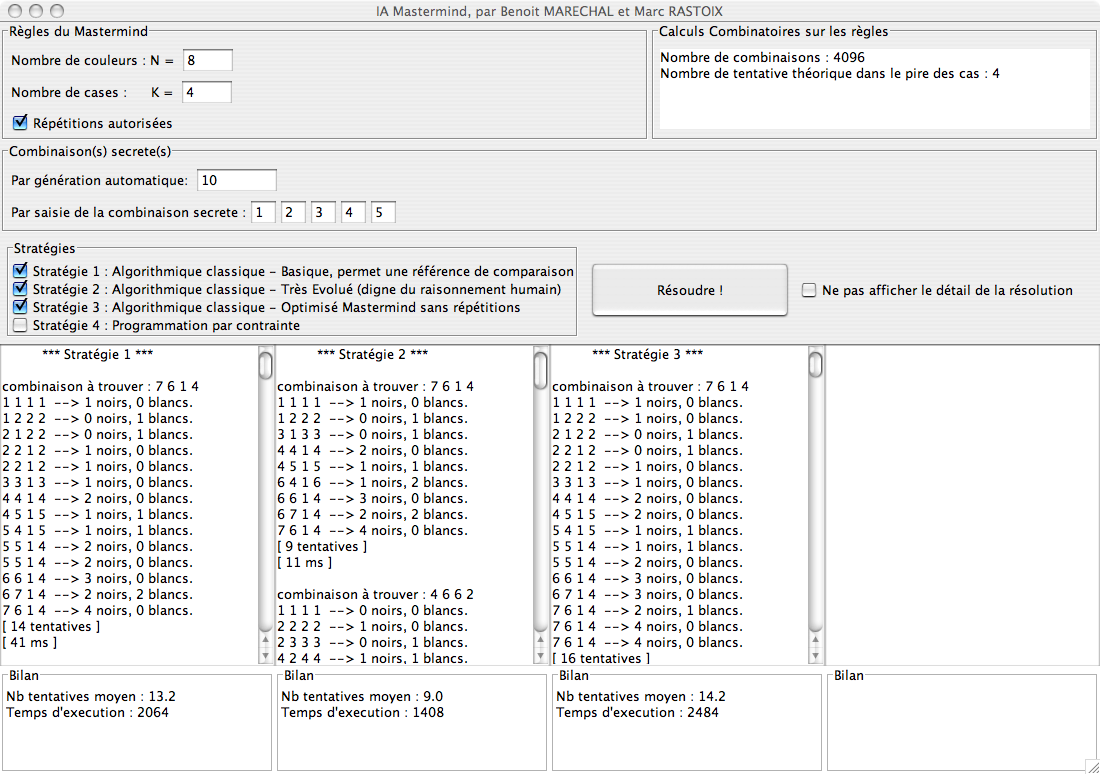 IA Mastermind, par Benoit MARECHAL et Marc RASTOIX
Règles du Mastermind
Nombre de couleurs : N = 8
Nombre de cases : K = 4
Répétitions autorisées
Calculs Combinatoires sur les règles
Nombre de combinaisons : 4096
Nombre de tentative théorique dans le pire des cas : 4
Combinaison(s) secrete(s)
Par génération automatique: 10
Par saisie de la combinaison secrete : 1 2 3 4 5
Stratégies
Stratégie 1 : Algorithmique classique - Basique, permet une référence de comparaison
Stratégie 2 : Algorithmique classique - Très Evolué (digne du raisonnement humain)
Stratégie 3 : Algorithmique classique - Optimisé Mastermind sans répétitions
Stratégie 4 : Programmation par contrainte
Résoudre !
Ne pas afficher le détail de la résolution
*** Stratégie 1 ***
combinaison à trouver : 7 6 1 4
1 1 1 1 --> 1 noirs, 0 blancs.
1 2 2 2 --> 0 noirs, 1 blancs.
2 1 2 2 --> 0 noirs, 1 blancs.
2 2 1 2 --> 1 noirs, 0 blancs.
2 2 1 2 --> 1 noirs, 0 blancs.
3 3 1 3 --> 1 noirs, 0 blancs.
4 4 1 4 --> 2 noirs, 0 blancs.
4 5 1 5 --> 1 noirs, 1 blancs.
5 4 1 5 --> 1 noirs, 1 blancs.
5 5 1 4 --> 2 noirs, 0 blancs.
5 5 1 4 --> 2 noirs, 0 blancs.
6 6 1 4 --> 3 noirs, 0 blancs.
6 7 1 4 --> 2 noirs, 2 blancs.
7 6 1 4 --> 4 noirs, 0 blancs.
[ 14 tentatives ]
[ 41 ms ]
*** Stratégie 2 ***
combinaison à trouver : 7 6 1 4
1 1 1 1 --> 1 noirs, 0 blancs.
1 2 2 2 --> 0 noirs, 1 blancs.
3 1 3 3 --> 0 noirs, 1 blancs.
4 4 1 4 --> 2 noirs, 0 blancs.
4 5 1 5 --> 1 noirs, 1 blancs.
6 4 1 6 --> 1 noirs, 2 blancs.
6 6 1 4 --> 3 noirs, 0 blancs.
6 7 1 4 --> 2 noirs, 2 blancs.
7 6 1 4 --> 4 noirs, 0 blancs.
[ 9 tentatives ]
[ 11 ms ]
combinaison à trouver : 4 6 6 2
1 1 1 1 --> 0 noirs, 0 blancs.
2 2 2 2 --> 1 noirs, 0 blancs.
2 3 3 3 --> 0 noirs, 1 blancs.
4 2 4 4 --> 1 noirs, 1 blancs.
*** Stratégie 3 ***
combinaison à trouver : 7 6 1 4
1 1 1 1 --> 1 noirs, 0 blancs.
1 2 2 2 --> 0 noirs, 1 blancs.
2 1 2 2 --> 0 noirs, 1 blancs.
2 2 1 2 --> 0 noirs, 1 blancs.
2 2 1 2 --> 1 noirs, 0 blancs.
3 3 1 3 --> 1 noirs, 0 blancs.
4 4 1 4 --> 2 noirs, 0 blancs.
4 5 1 5 --> 2 noirs, 0 blancs.
5 4 1 5 --> 1 noirs, 1 blancs.
5 5 1 4 --> 1 noirs, 1 blancs.
5 5 1 4 --> 2 noirs, 0 blancs.
6 6 1 4 --> 3 noirs, 0 blancs.
6 7 1 4 --> 3 noirs, 0 blancs.
7 6 1 4 --> 2 noirs, 1 blancs.
7 6 1 4 --> 4 noirs, 0 blancs.
7 6 1 4 --> 4 noirs, 0 blancs.
[ 16 tentatives ]
Bilan
Nb tentatives moyen : 13.2
Temps d'execution : 2064
Bilan
Nb tentatives moyen : 9.0
Temps d'execution : 1408
Bilan
Nb tentatives moyen : 14.2
Temps d'execution : 2484
Bilan